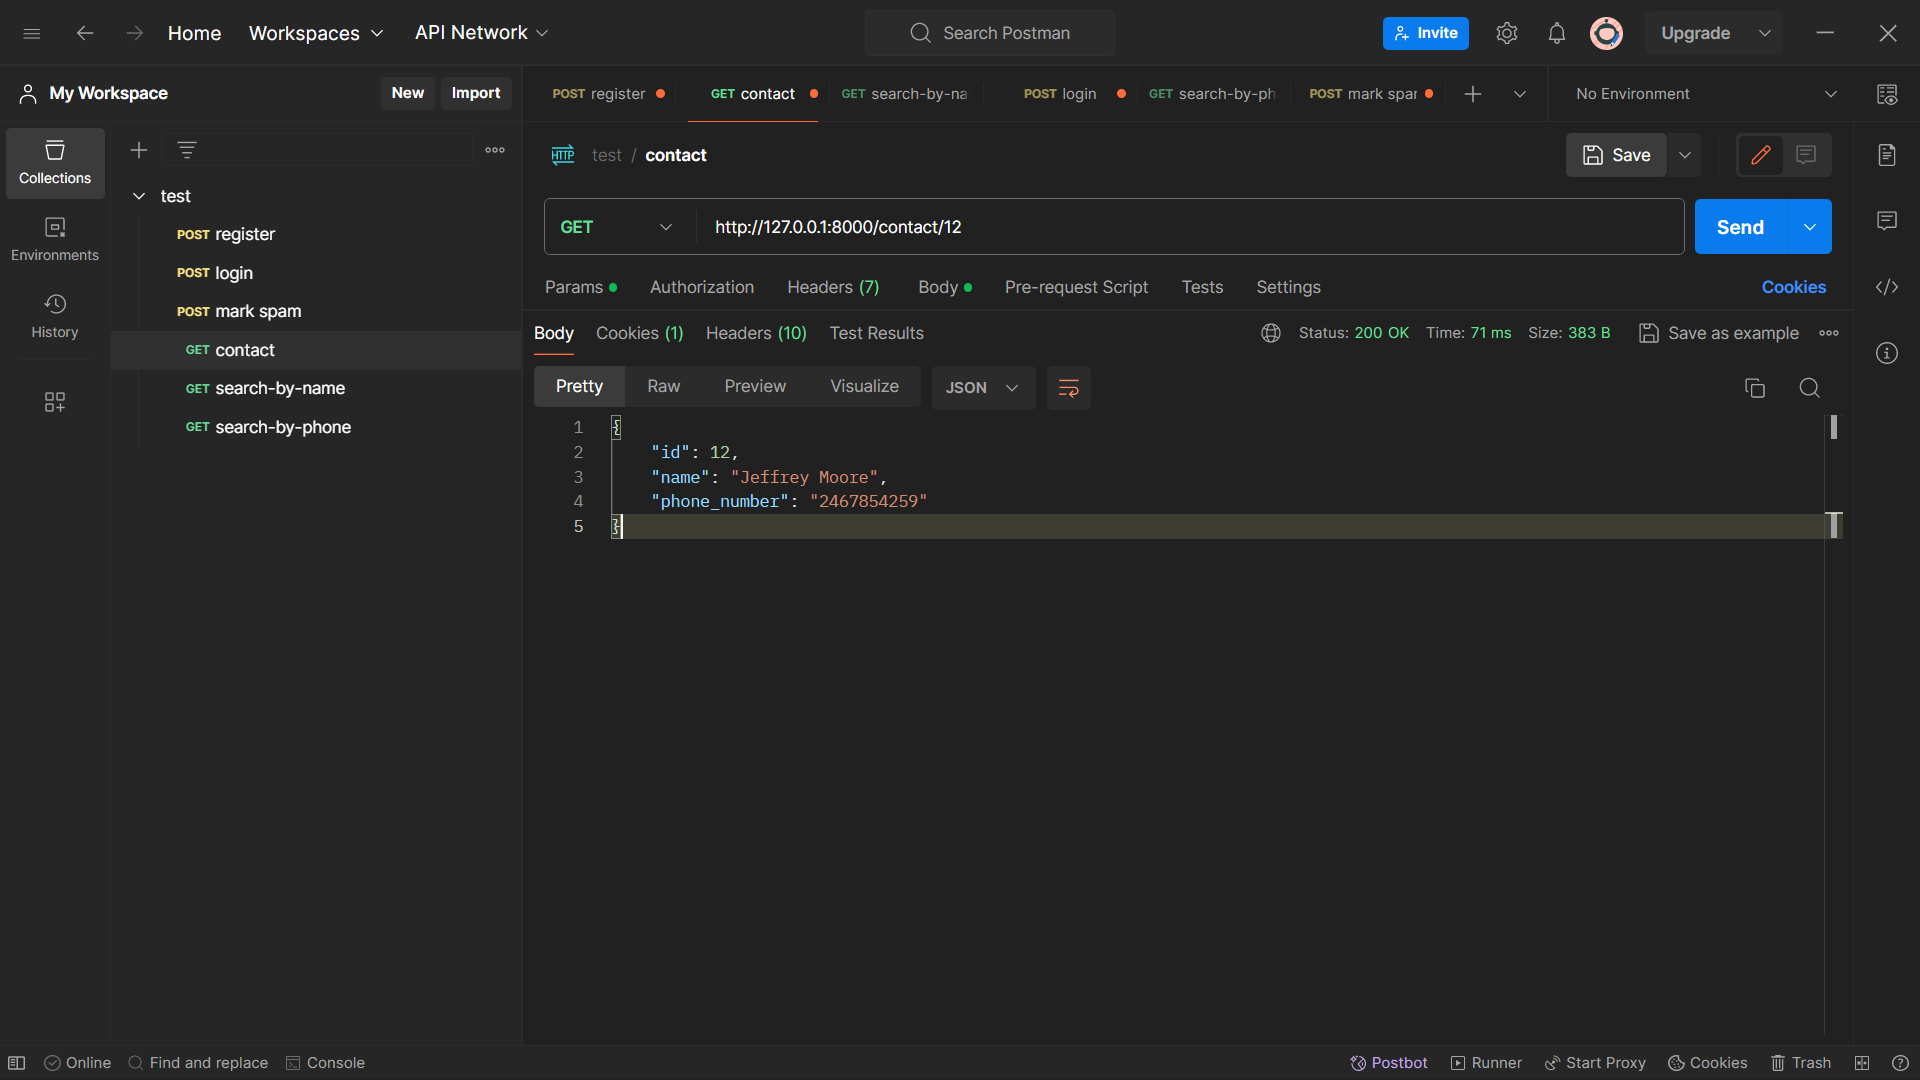 Home Workspaces API Network Search Postman Invite Upgrade
My Workspace New Import
POST register GET contact GET search-by-na POST login GET search-by-ph POST mark spar No Environment
Collections
Environments
History
test
POST register
POST login
POST mark spam
GET contact
GET search-by-name
GET search-by-phone
HTTP test / contact Save
GET http://127.0.0.1:8000/contact/12 Send
Params Authorization Headers (7) Body Pre-request Script Tests Settings Cookies
Body Cookies (1) Headers (10) Test Results Status: 200 OK Time: 71 ms Size: 383 B Save as example
Pretty Raw Preview Visualize JSON
1 {
2 "id": 12,
3 "name": "Jeffrey Moore",
4 "phone_number": "2467854259"
5 }
Online Find and replace Console Postbot Runner Start Proxy Cookies Trash